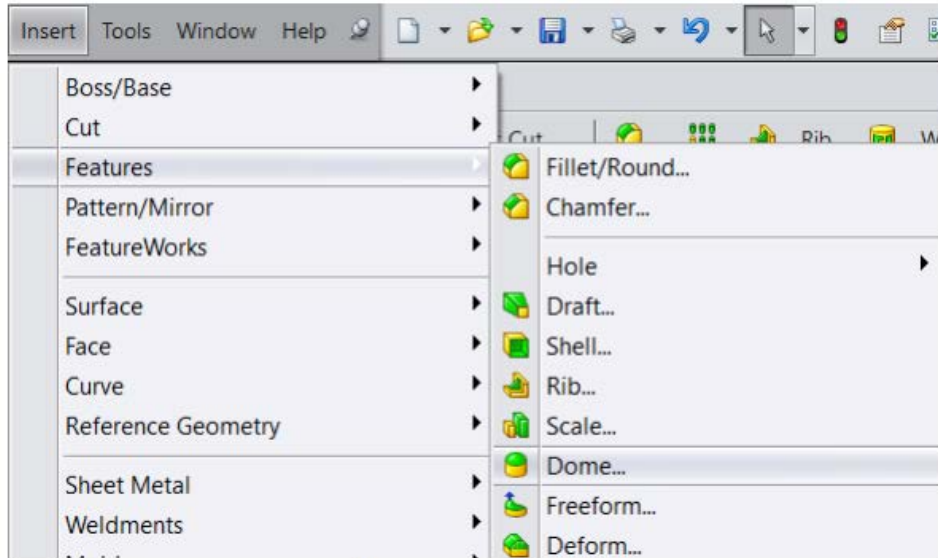 Insert Tools Window Help
Boss/Base
Cut
Features
Pattern/Mirror
FeatureWorks
Surface
Face
Curve
Reference Geometry
Sheet Metal
Weldments
Cut Rib
Fillet/Round...
Chamfer...
Hole
Draft...
Shell...
Rib...
Scale...
Dome...
Freeform...
Deform...